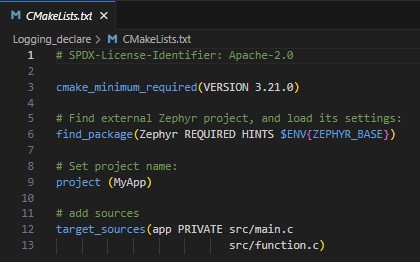 CMakeLists.txt
Logging_declare > CMakeLists.txt
1 # SPDX-License-Identifier: Apache-2.0
2
3 cmake_minimum_required(VERSION 3.21.0)
4
5 # Find external Zephyr project, and load its settings:
6 find_package(Zephyr REQUIRED HINTS $ENV{ZEPHYR_BASE})
7
8 # Set project name:
9 project (MyApp)
10
11 # add sources
12 target_sources(app PRIVATE src/main.c
13 src/function.c)